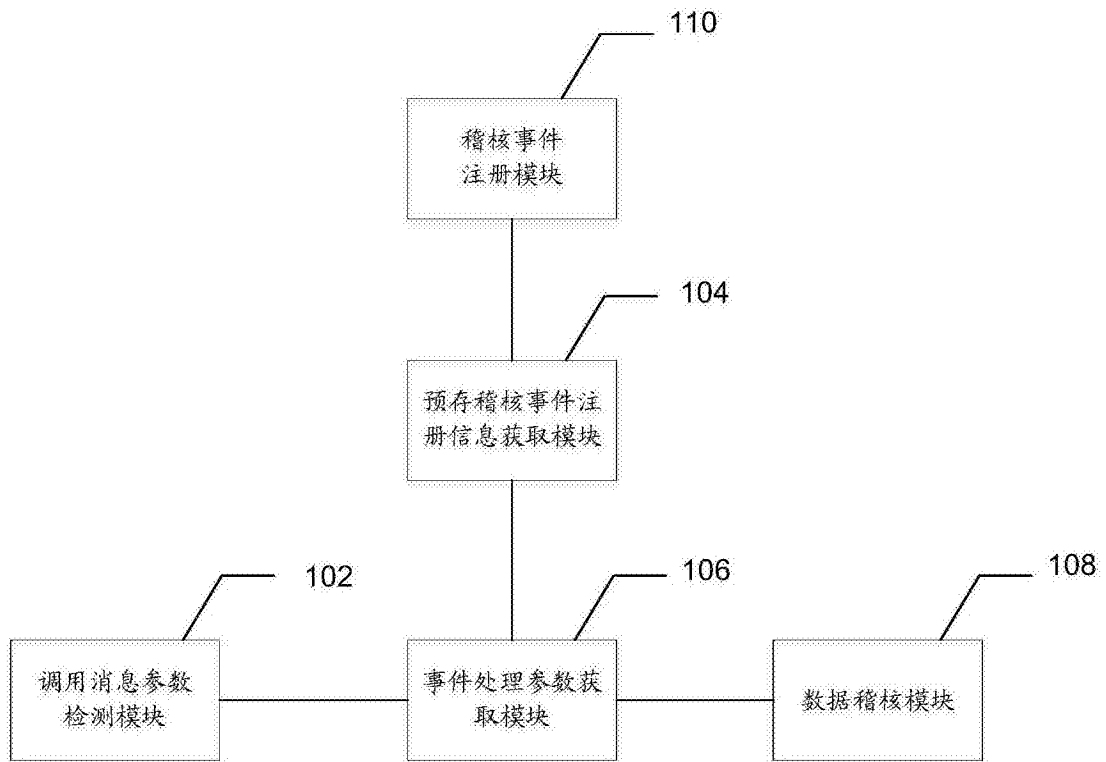 110
稽核事件
注册模块
104
预存稽核事件注
册信息获取模块
102
106
108
调用消息参数
检测模块
事件处理参数获
取模块
数据稽核模块